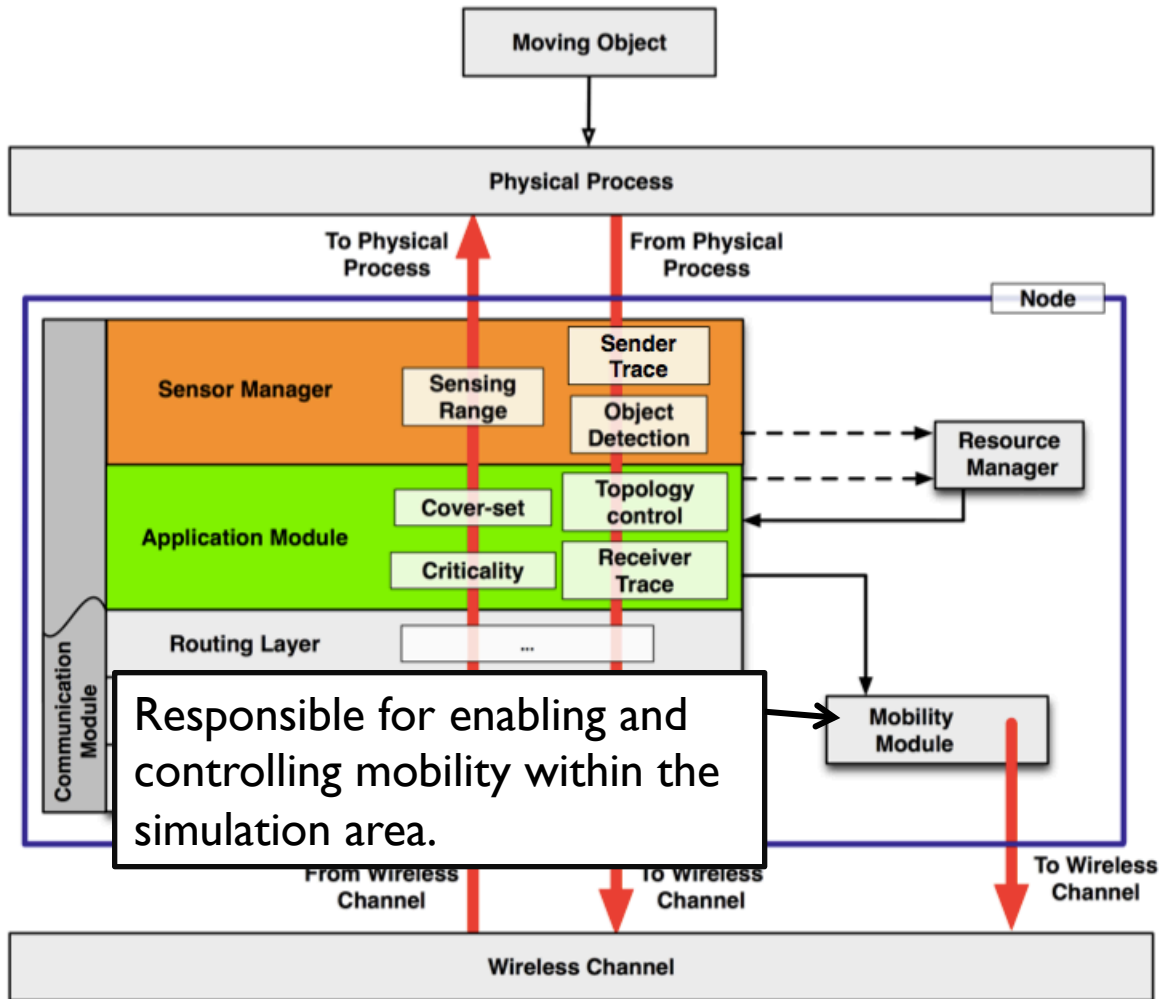 Moving Object
Physical Process
To Physical
Process
From Physical
Process
Node
Sensor Manager
Sensing
Range
Sender
Trace
Object
Detection
Resource
Manager
Application Module
Cover-set
Topology
control
Criticality
Receiver
Trace
Communication
Module
Routing Layer
...
Responsible for enabling and
controlling mobility within the
simulation area.
Mobility
Module
From Wireless
Channel
To Wireless
Channel
To Wireless
Channel
Wireless Channel